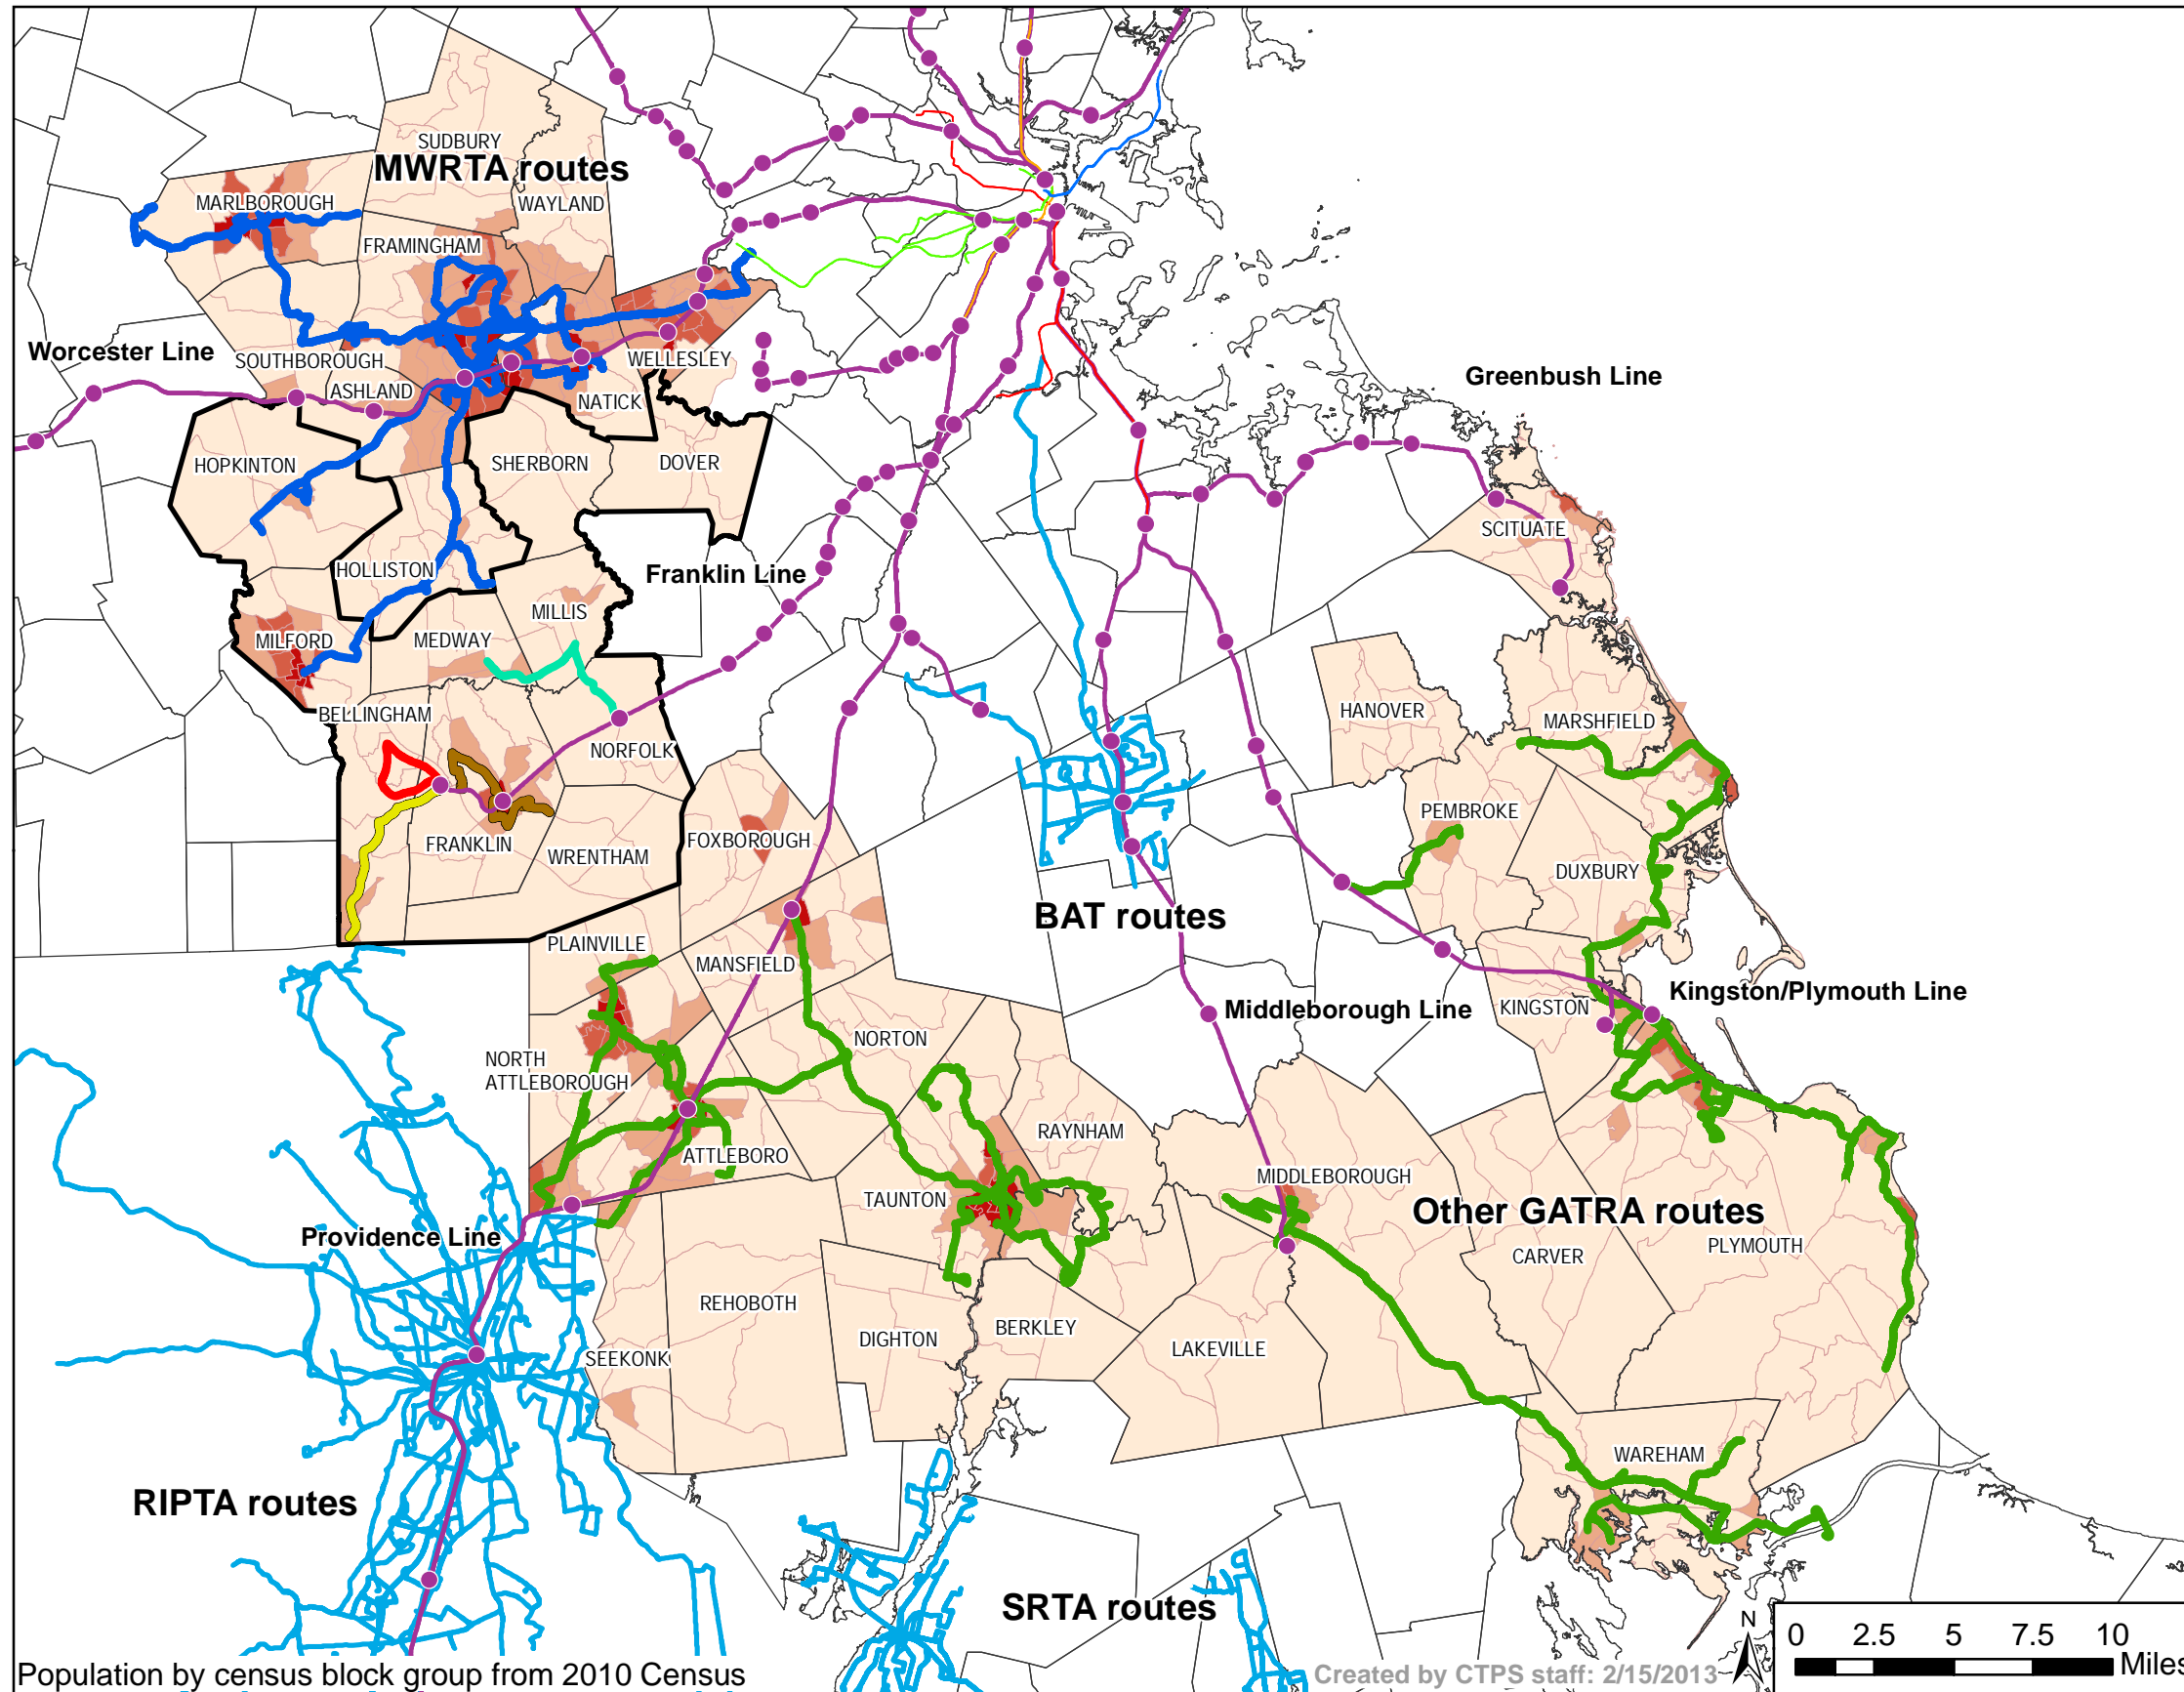 SUDBURY
MWRTA routes
MARLBOROUGH
WAYLAND
FRAMINGHAM
Worcester Line
SOUTHBOROUGH
WELLESLEY
Greenbush Line
ASHLAND
NATICK
HOPKINTON
SHERBORN
DOVER
SCITUATE
HOLLISTON
Franklin Line
MILLIS
MILFORD
MEDWAY
BELLINGHAM
HANOVER
MARSHFIELD
NORFOLK
PEMBROKE
FRANKLIN
FOXBOROUGH
WRENTHAM
DUXBURY
BAT routes
PLAINVILLE
MANSFIELD
Kingston/Plymouth Line
Middleborough Line
KINGSTON
NORTH
ATTLEBOROUGH
NORTON
RAYNHAM
ATTLEBORO
MIDDLEBOROUGH
TAUNTON
Other GATRA routes
Providence Line
CARVER
PLYMOUTH
REHOBOTH
DIGHTON
BERKLEY
SEEKONK
LAKEVILLE
WAREHAM
RIPTA routes
SRTA routes
N
0 2.5 5 7.5 10
Miles
Population by census block group from 2010 Census
Created by CTPS staff: 2/15/2013